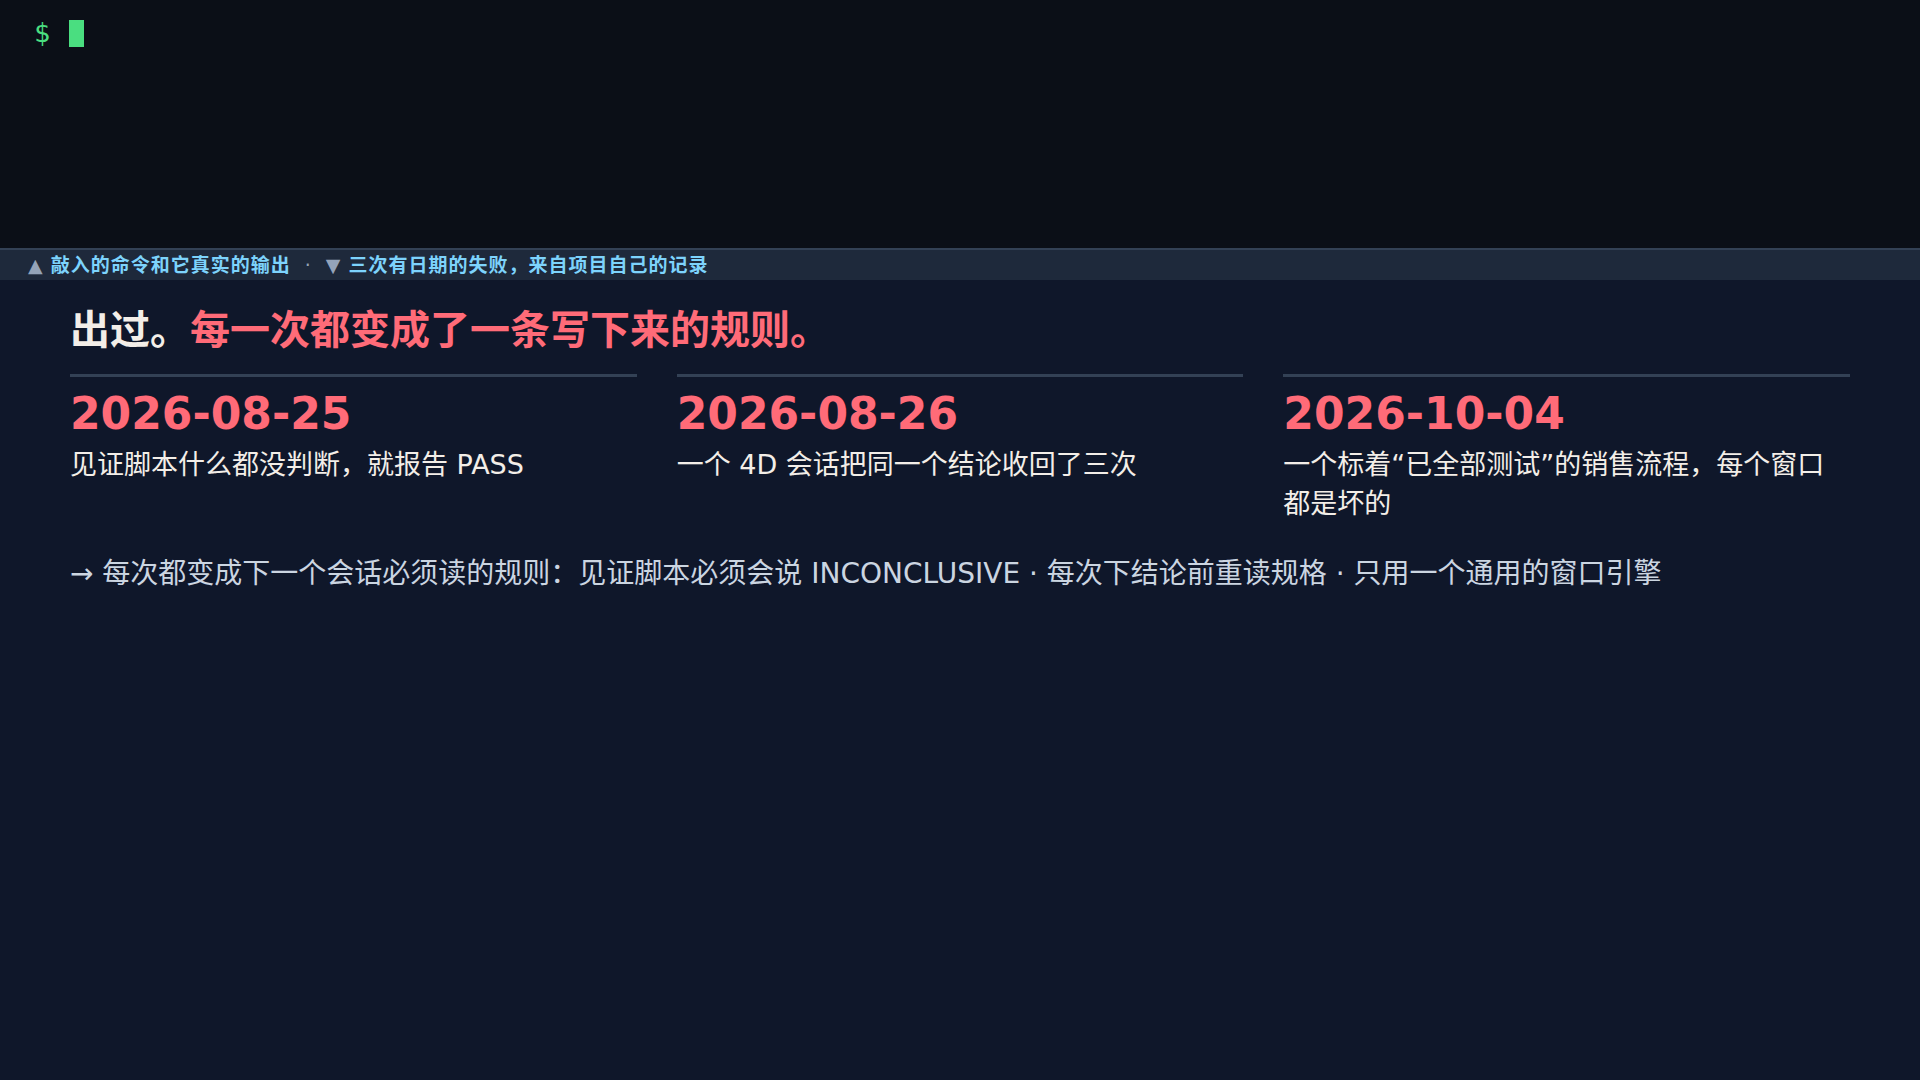 $
▲ 敲入的命令和它真实的输出 · ▼ 三次有日期的失败，来自项目自己的记录
出过。每一次都变成了一条写下来的规则。
2026-08-25
见证脚本什么都没判断，就报告 PASS
2026-08-26
一个 4D 会话把同一个结论收回了三次
2026-10-04
一个标着“已全部测试”的销售流程，每个窗口
都是坏的
→ 每次都变成下一个会话必须读的规则：见证脚本必须会说 INCONCLUSIVE · 每次下结论前重读规格 · 只用一个通用的窗口引擎